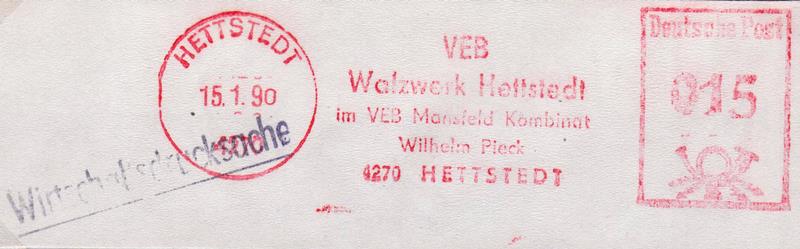 HETTSTEDT
15.1.90
Wirtschaftsdrucksache
VEB
Walzwerk Hettstedt
im VEB Mansfeld Kombinat
Wilhelm Pieck
4270 HETTSTEDT
Deutsche Post
015